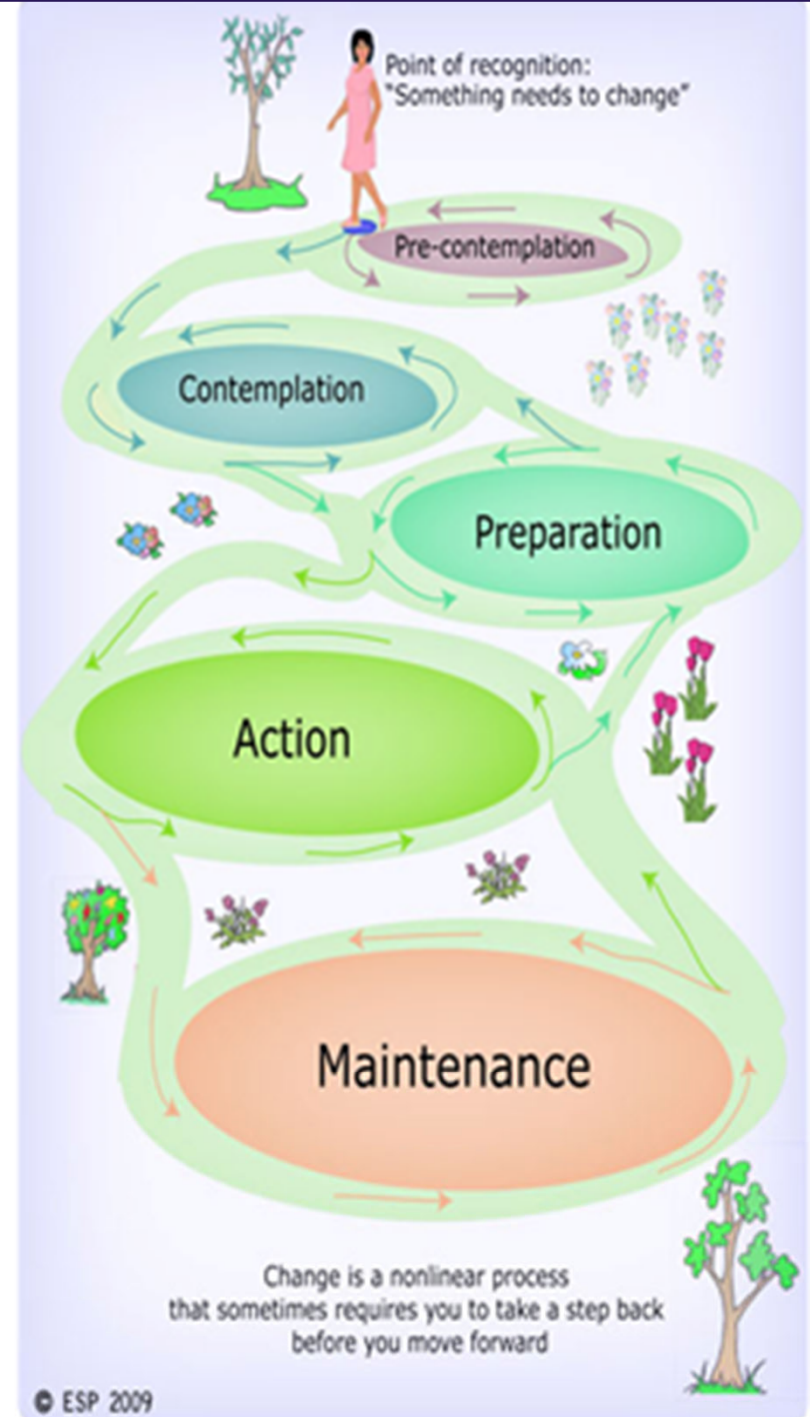 Point of recognition:
“Something needs to change”
Pre-contemplation
Contemplation
Preparation
Action
Maintenance
Change is a nonlinear process
that sometimes requires you to take a step back
before you move forward
© ESP 2009